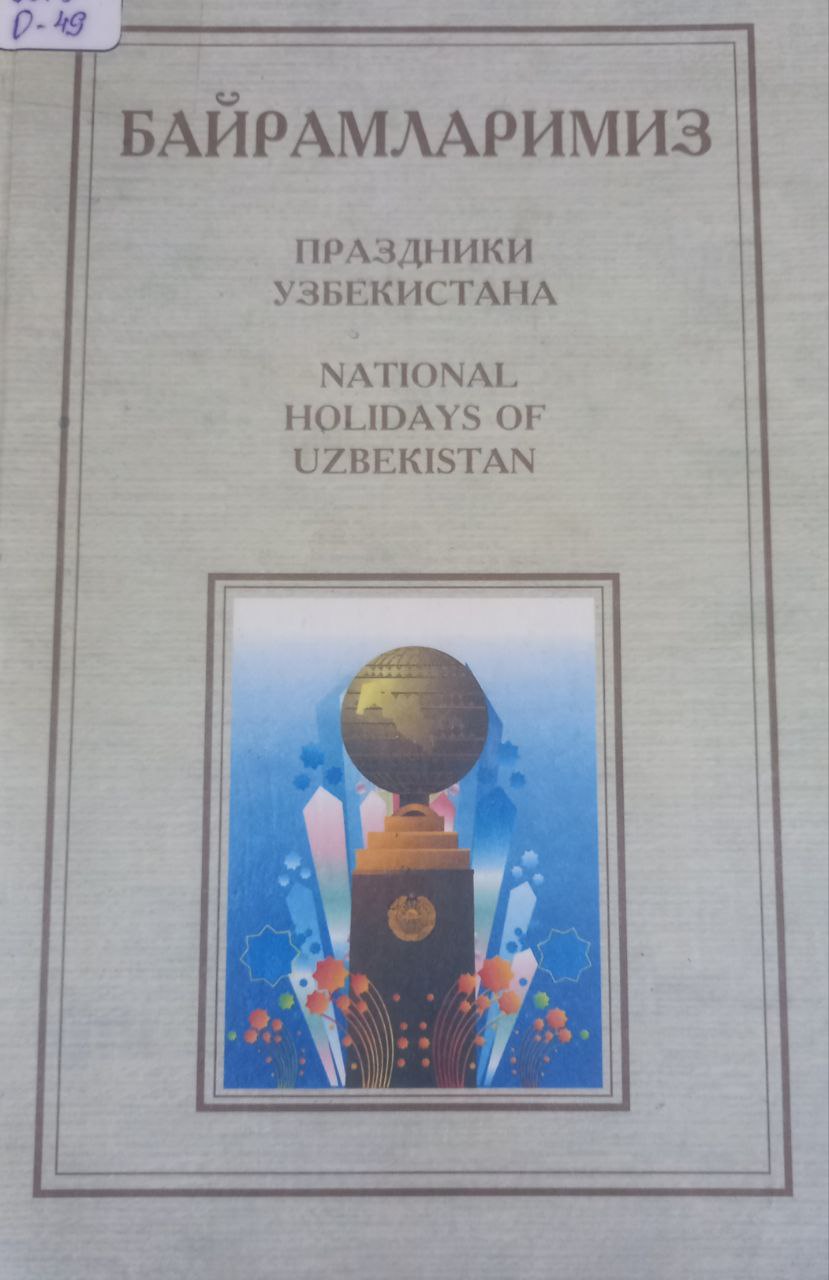 D-49
БАЙРАМЛАРИМИЗ
ПРАЗДНИКИ
УЗБЕКИСТАНА
NATIONAL
HOLIDAYS OF
UZBEKISTAN